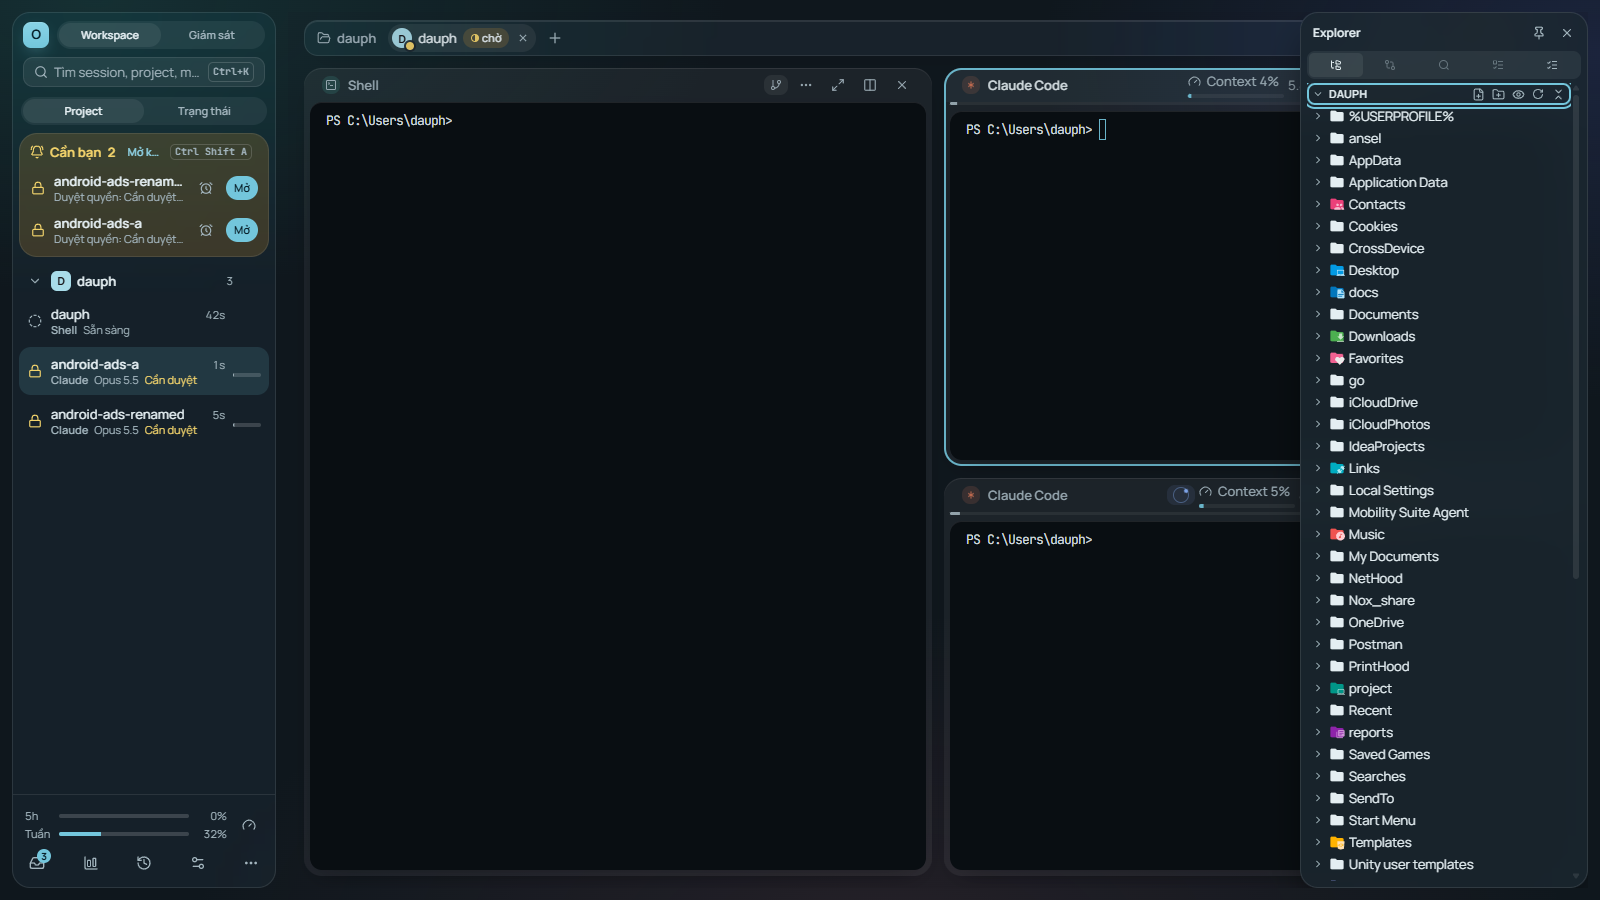 O
Workspace
Giám sát
Tìm session, project, m...
Ctrl+K
Project
Trạng thái
Cần bạn 2
Mở k...
Ctrl Shift A
android-ads-renam...
Duyệt quyền: Cần duyệt...
Mở
android-ads-a
Duyệt quyền: Cần duyệt...
Mở
D dauph 3
dauph 42s
Shell Sẵn sàng
android-ads-a 1s
Claude Opus 5.5 Cần duyệt
android-ads-renamed 5s
Claude Opus 5.5 Cần duyệt
5h 0%
Tuần 32%
3
dauph
D dauph chờ
Shell
PS C:\Users\dauph>
Claude Code
Context 4% 5.
PS C:\Users\dauph>
Claude Code
Context 5%
PS C:\Users\dauph>
Explorer
DAUPH
%USERPROFILE%
ansel
AppData
Application Data
Contacts
Cookies
CrossDevice
Desktop
docs
Documents
Downloads
Favorites
go
iCloudDrive
iCloudPhotos
IdeaProjects
Links
Local Settings
Mobility Suite Agent
Music
My Documents
NetHood
Nox_share
OneDrive
Postman
PrintHood
project
Recent
reports
Saved Games
Searches
SendTo
Start Menu
Templates
Unity user templates